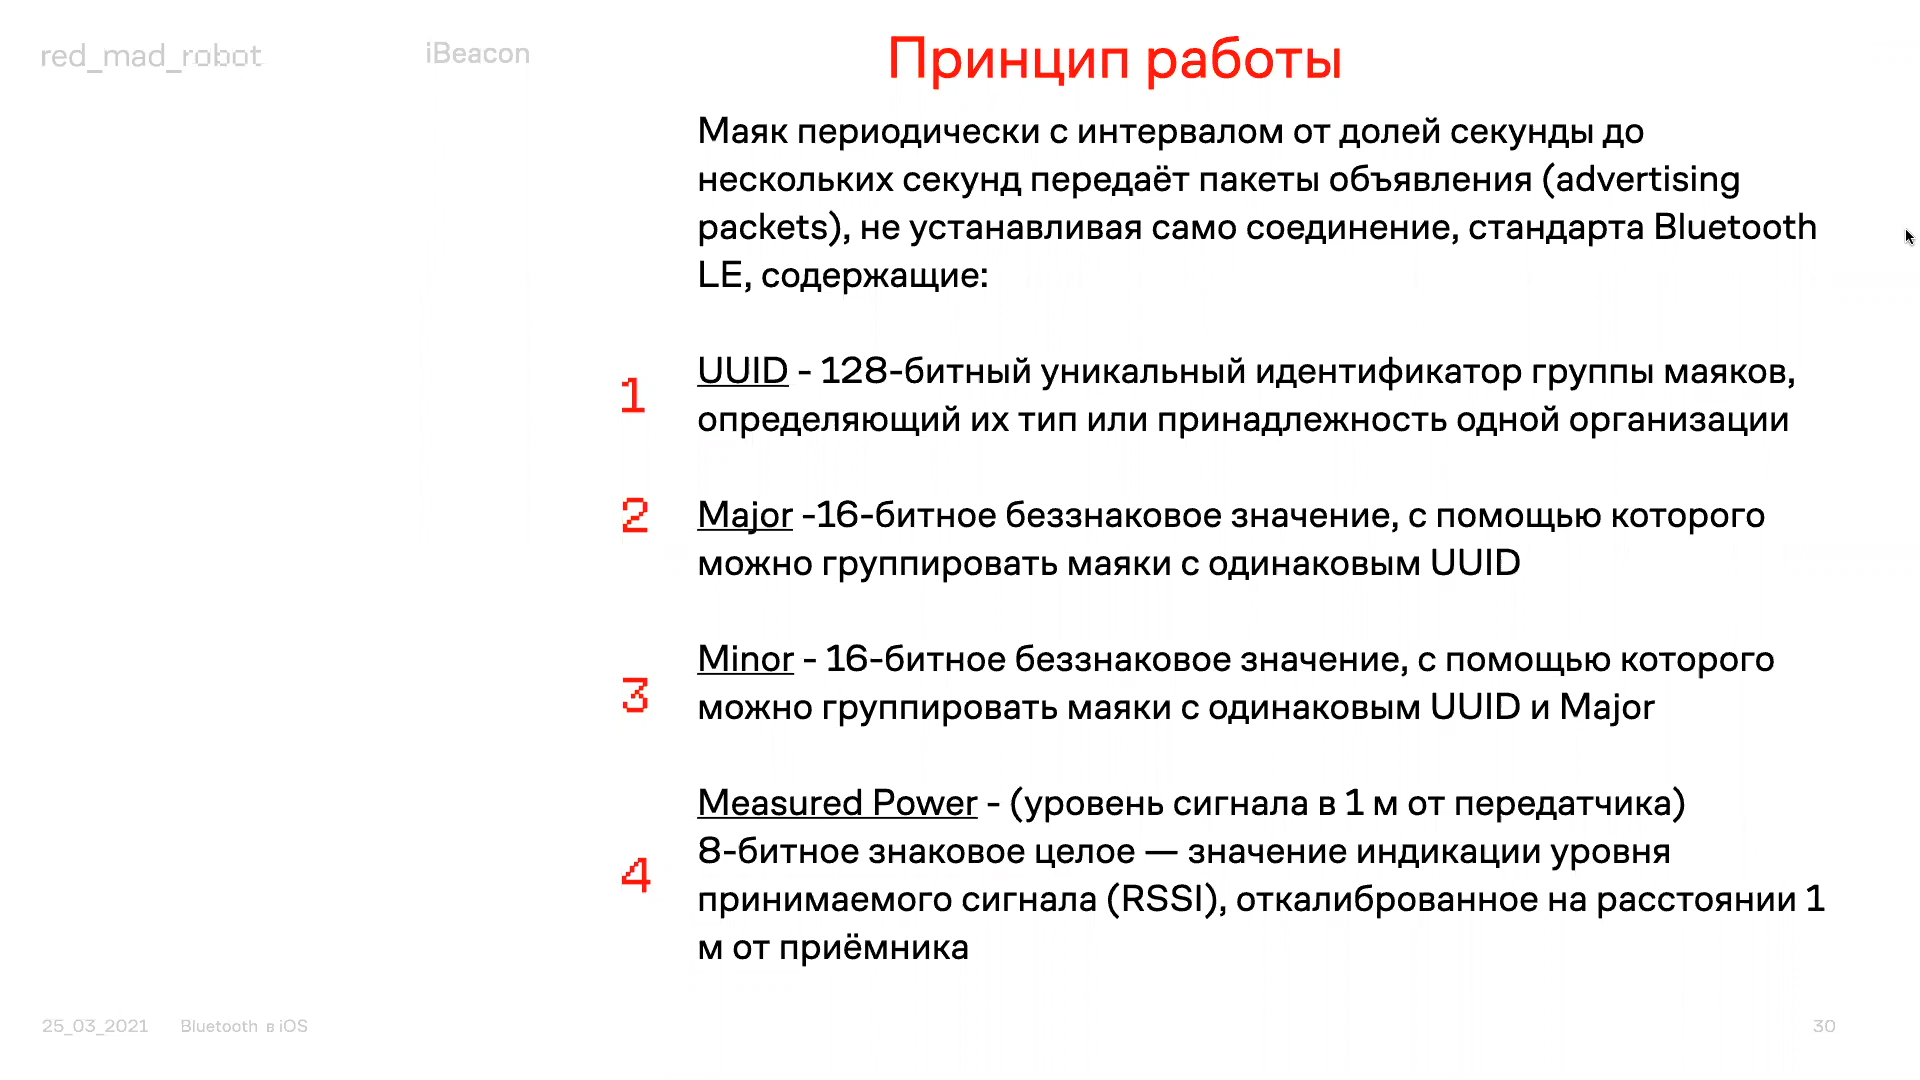 red_mad_robot
iBeacon
Принцип работы
Маяк периодически с интервалом от долей секунды до
нескольких секунд передаёт пакеты объявления (advertising
packets), не устанавливая само соединение, стандарта Bluetooth
LE, содержащие:
1
UUID - 128-битный уникальный идентификатор группы маяков,
определяющий их тип или принадлежность одной организации
2
Major -16-битное беззнаковое значение, с помощью которого
можно группировать маяки с одинаковым UUID
3
Minor - 16-битное беззнаковое значение, с помощью которого
можно группировать маяки с одинаковым UUID и Major
4
Measured Power - (уровень сигнала в 1 м от передатчика)
8-битное знаковое целое — значение индикации уровня
принимаемого сигнала (RSSI), откалиброванное на расстоянии 1
м от приёмника
25_03_2021
Bluetooth в iOS
30